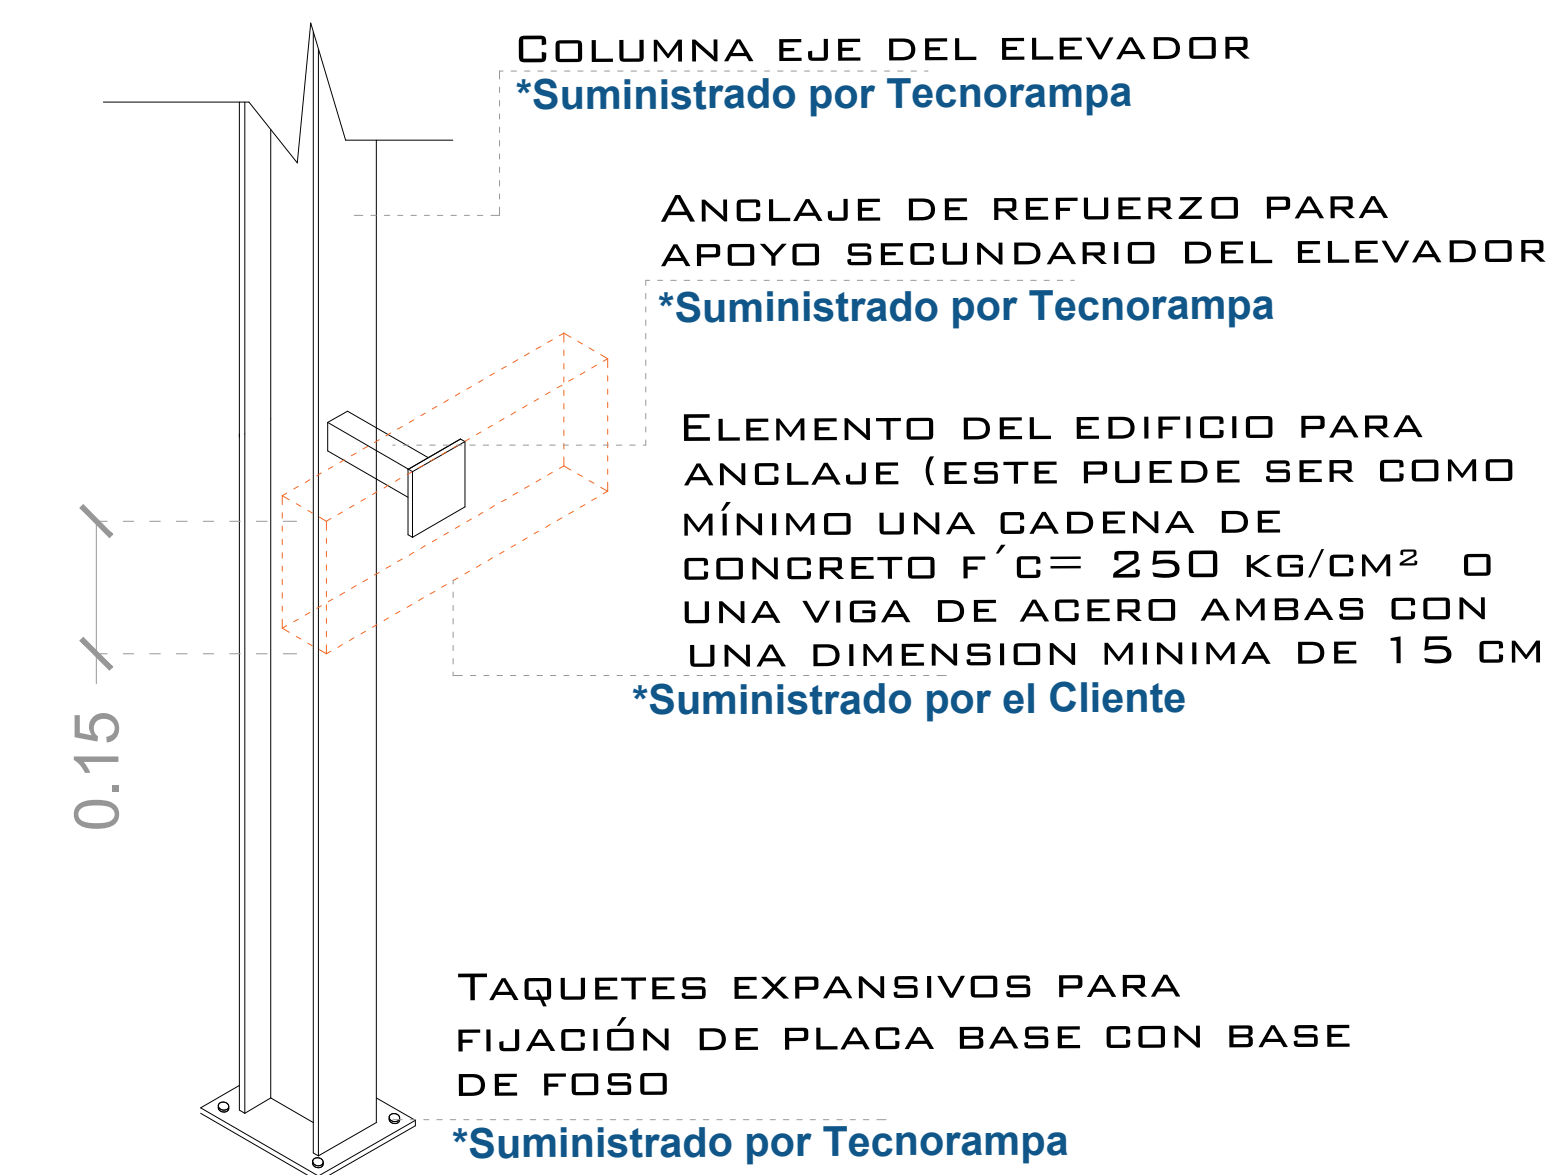 COLUMNA EJE DEL ELEVADOR
*Suministrado por Tecnorampa
ANCLAJE DE REFUERZO PARA
APOYO SECUNDARIO DEL ELEVADOR
*Suministrado por Tecnorampa
ELEMENTO DEL EDIFICIO PARA
ANCLAJE (ESTE PUEDE SER COMO
MÍNIMO UNA CADENA DE
CONCRETO F´C= 250 KG/CM² O
UNA VIGA DE ACERO AMBAS CON
UNA DIMENSION MINIMA DE 15 CM
*Suministrado por el Cliente
0.15
TAQUETES EXPANSIVOS PARA
FIJACIÓN DE PLACA BASE CON BASE
DE FOSO
*Suministrado por Tecnorampa